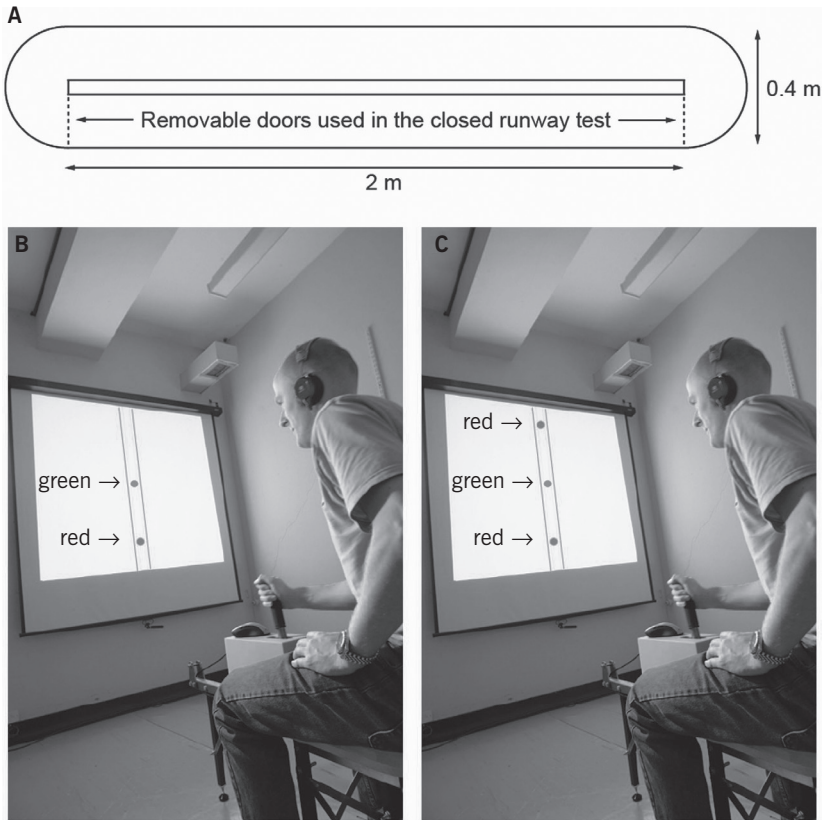 A
0.4 m
Removable doors used in the closed runway test
2 m
B
green →
red →
C
red →
green →
red →